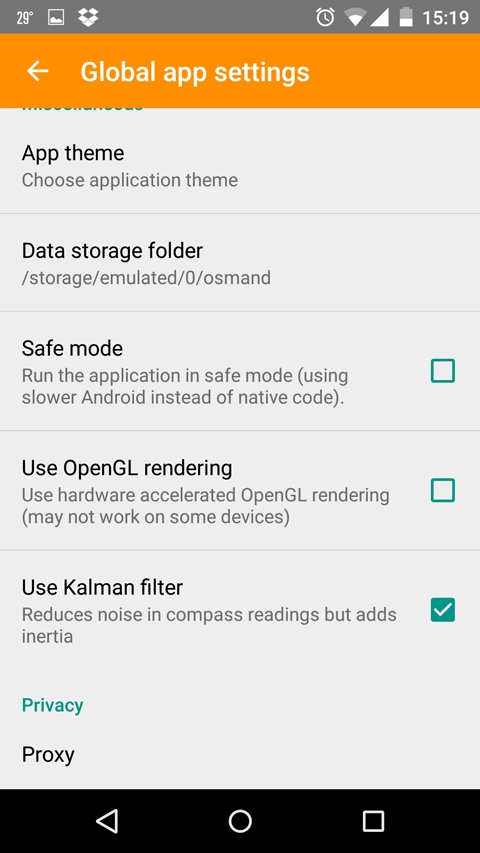 29°
15:19
Global app settings
Miscellaneous
App theme
Choose application theme
Data storage folder
/storage/emulated/0/osmand
Safe mode
Run the application in safe mode (using
slower Android instead of native code).
Use OpenGL rendering
Use hardware accelerated OpenGL rendering
(may not work on some devices)
Use Kalman filter
Reduces noise in compass readings but adds
inertia
Privacy
Proxy